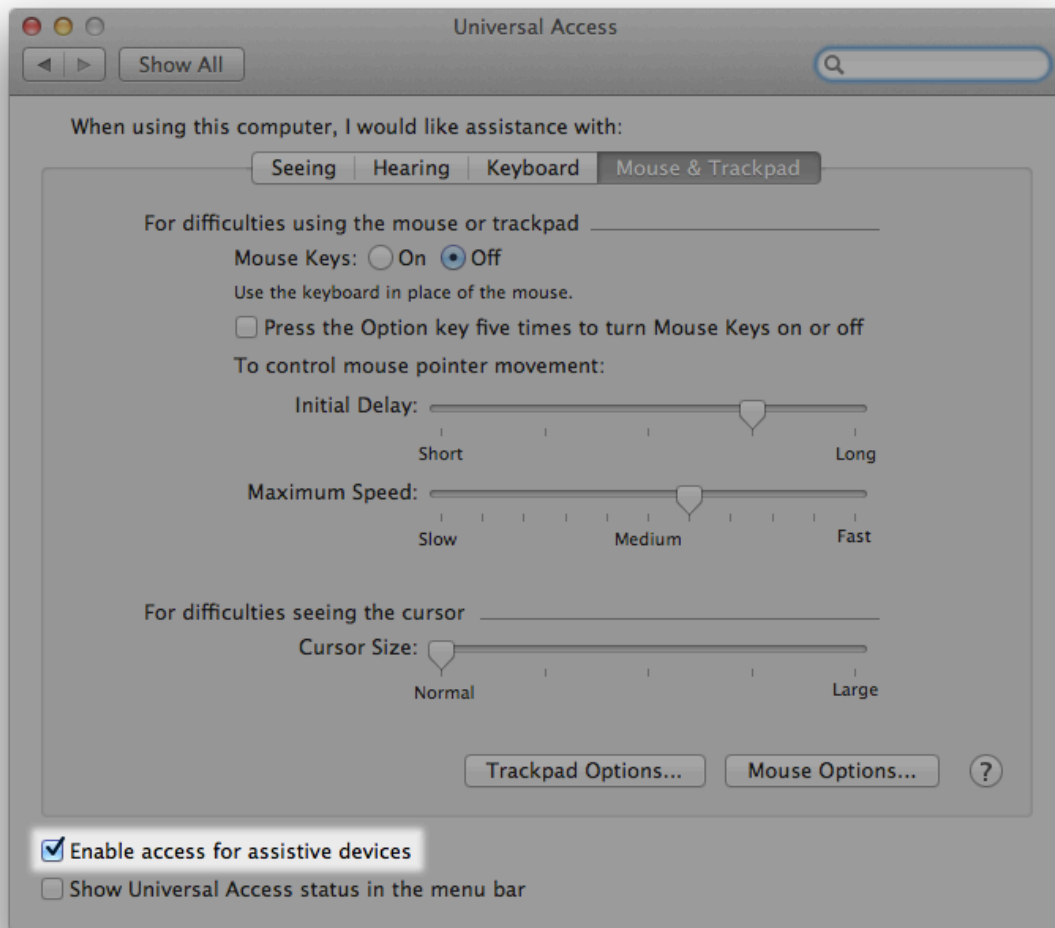 Universal Access
Show All
When using this computer, I would like assistance with:
Seeing Hearing Keyboard Mouse & Trackpad
For difficulties using the mouse or trackpad
Mouse Keys: On Off
Use the keyboard in place of the mouse.
Press the Option key five times to turn Mouse Keys on or off
To control mouse pointer movement:
Initial Delay:
Short Long
Maximum Speed:
Slow Medium Fast
For difficulties seeing the cursor
Cursor Size:
Normal Large
Trackpad Options... Mouse Options... ?
Enable access for assistive devices
Show Universal Access status in the menu bar